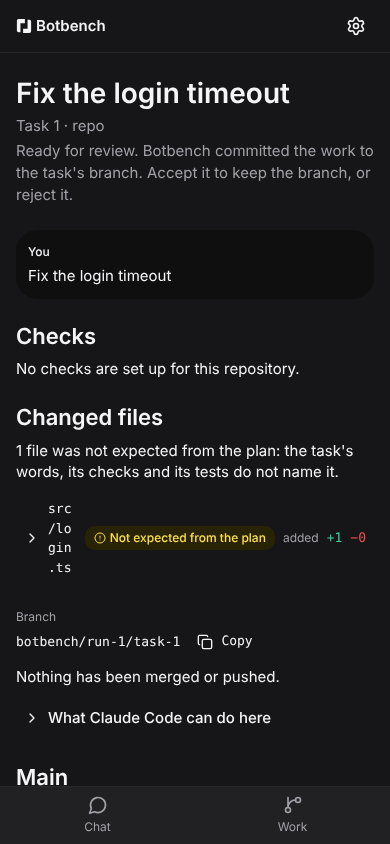 Botbench
Fix the login timeout
Task 1 · repo
Ready for review. Botbench committed the work to
the task's branch. Accept it to keep the branch, or
reject it.
You
Fix the login timeout
Checks
No checks are set up for this repository.
Changed files
1 file was not expected from the plan: the task's
words, its checks and its tests do not name it.
src
/lo
gin
.ts
Not expected from the plan added +1 −0
Branch
botbench/run-1/task-1 Copy
Nothing has been merged or pushed.
What Claude Code can do here
Main
Chat Work